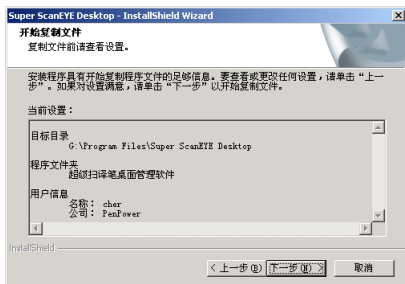 Super ScanEYE Desktop - InstallShield Wizard
开始复制文件
复制文件前请查看设置。
安装程序具有开始复制程序文件的足够信息。要查看或更改任何设置，请单击“上一
步”。如果对设置满意，请单击“下一步”以开始复制文件。
当前设置：
目标目录
G:\Program Files\Super ScanEYE Desktop
程序文件夹
超级扫译笔桌面管理软件
用户信息
名称： cher
公司： PenPower
InstallShield
< 上一步(B) 下一步(N) > 取消